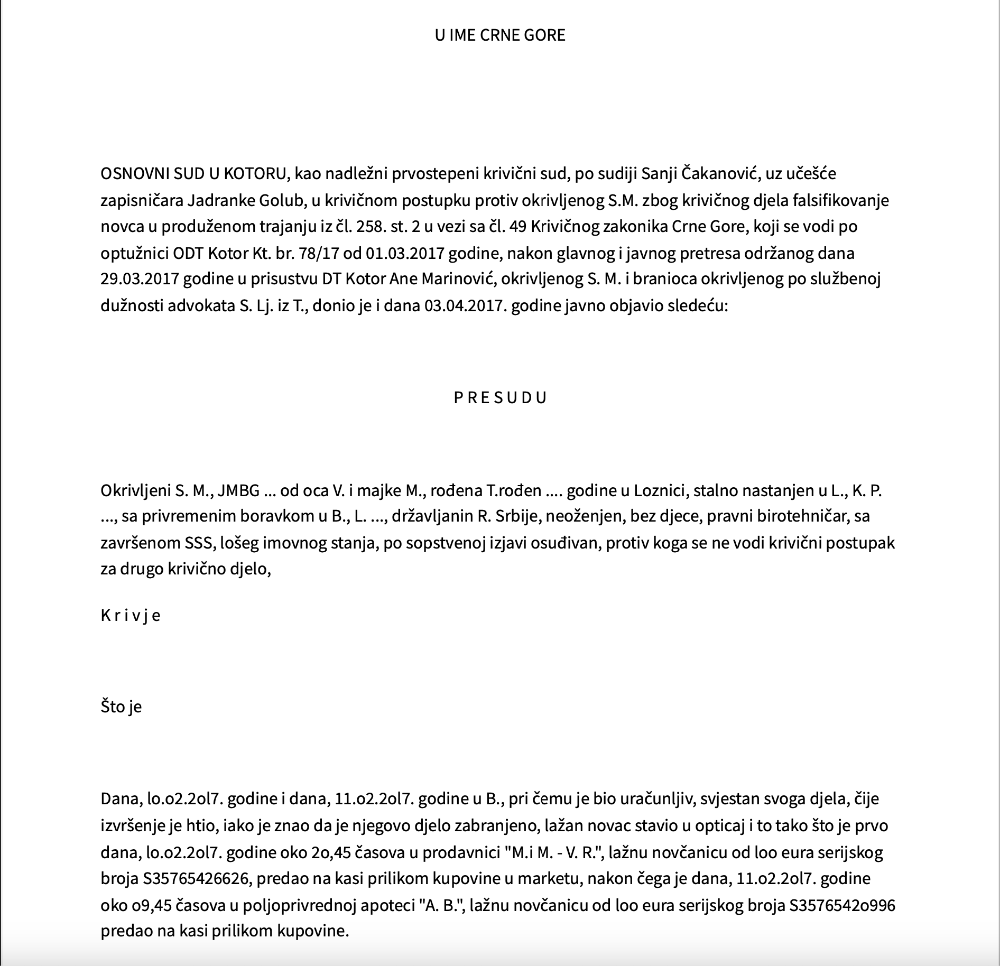 U IME CRNE GORE
OSNOVNI SUD U KOTORU, kao nadležni prvostepeni krivični sud, po sudiji Sanji Čakanović, uz učešće
zapisničara Jadranke Golub, u krivičnom postupku protiv okrivljenog S.M. zbog krivičnog djela falsifikovanje
novca u produženom trajanju iz čl. 258. st. 2 u vezi sa čl. 49 Krivičnog zakonika Crne Gore, koji se vodi po
optužnici ODT Kotor Kt. br. 78/17 od 01.03.2017 godine, nakon glavnog i javnog pretresa održanog dana
29.03.2017 godine u prisustvu DT Kotor Ane Marinović, okrivljenog S. M. i branioca okrivljenog po službenoj
dužnosti advokata S. Lj. iz T., donio je i dana 03.04.2017. godine javno objavio sledeću:
P R E S U D U
Okrivljeni S. M., JMBG ... od oca V. i majke M., rođena T.rođen .... godine u Loznici, stalno nastanjen u L., K. P.
..., sa privremenim boravkom u B., L. ..., državljanin R. Srbije, neoženjen, bez djece, pravni birotehničar, sa
završenom SSS, lošeg imovnog stanja, po sopstvenoj izjavi osuđivan, protiv koga se ne vodi krivični postupak
za drugo krivično djelo,
K r i v j e
Što je
Dana, lo.o2.2ol7. godine i dana, 11.o2.2ol7. godine u B., pri čemu je bio uračunljiv, svjestan svoga djela, čije
izvršenje je htio, iako je znao da je njegovo djelo zabranjeno, lažan novac stavio u opticaj i to tako što je prvo
dana, lo.o2.2ol7. godine oko 2o,45 časova u prodavnici "M.i M. - V. R.", lažnu novčanicu od loo eura serijskog
broja S35765426626, predao na kasi prilikom kupovine u marketu, nakon čega je dana, 11.o2.2ol7. godine
oko o9,45 časova u poljoprivrednoj apoteci "A. B.", lažnu novčanicu od loo eura serijskog broja S3576542o996
predao na kasi prilikom kupovine.